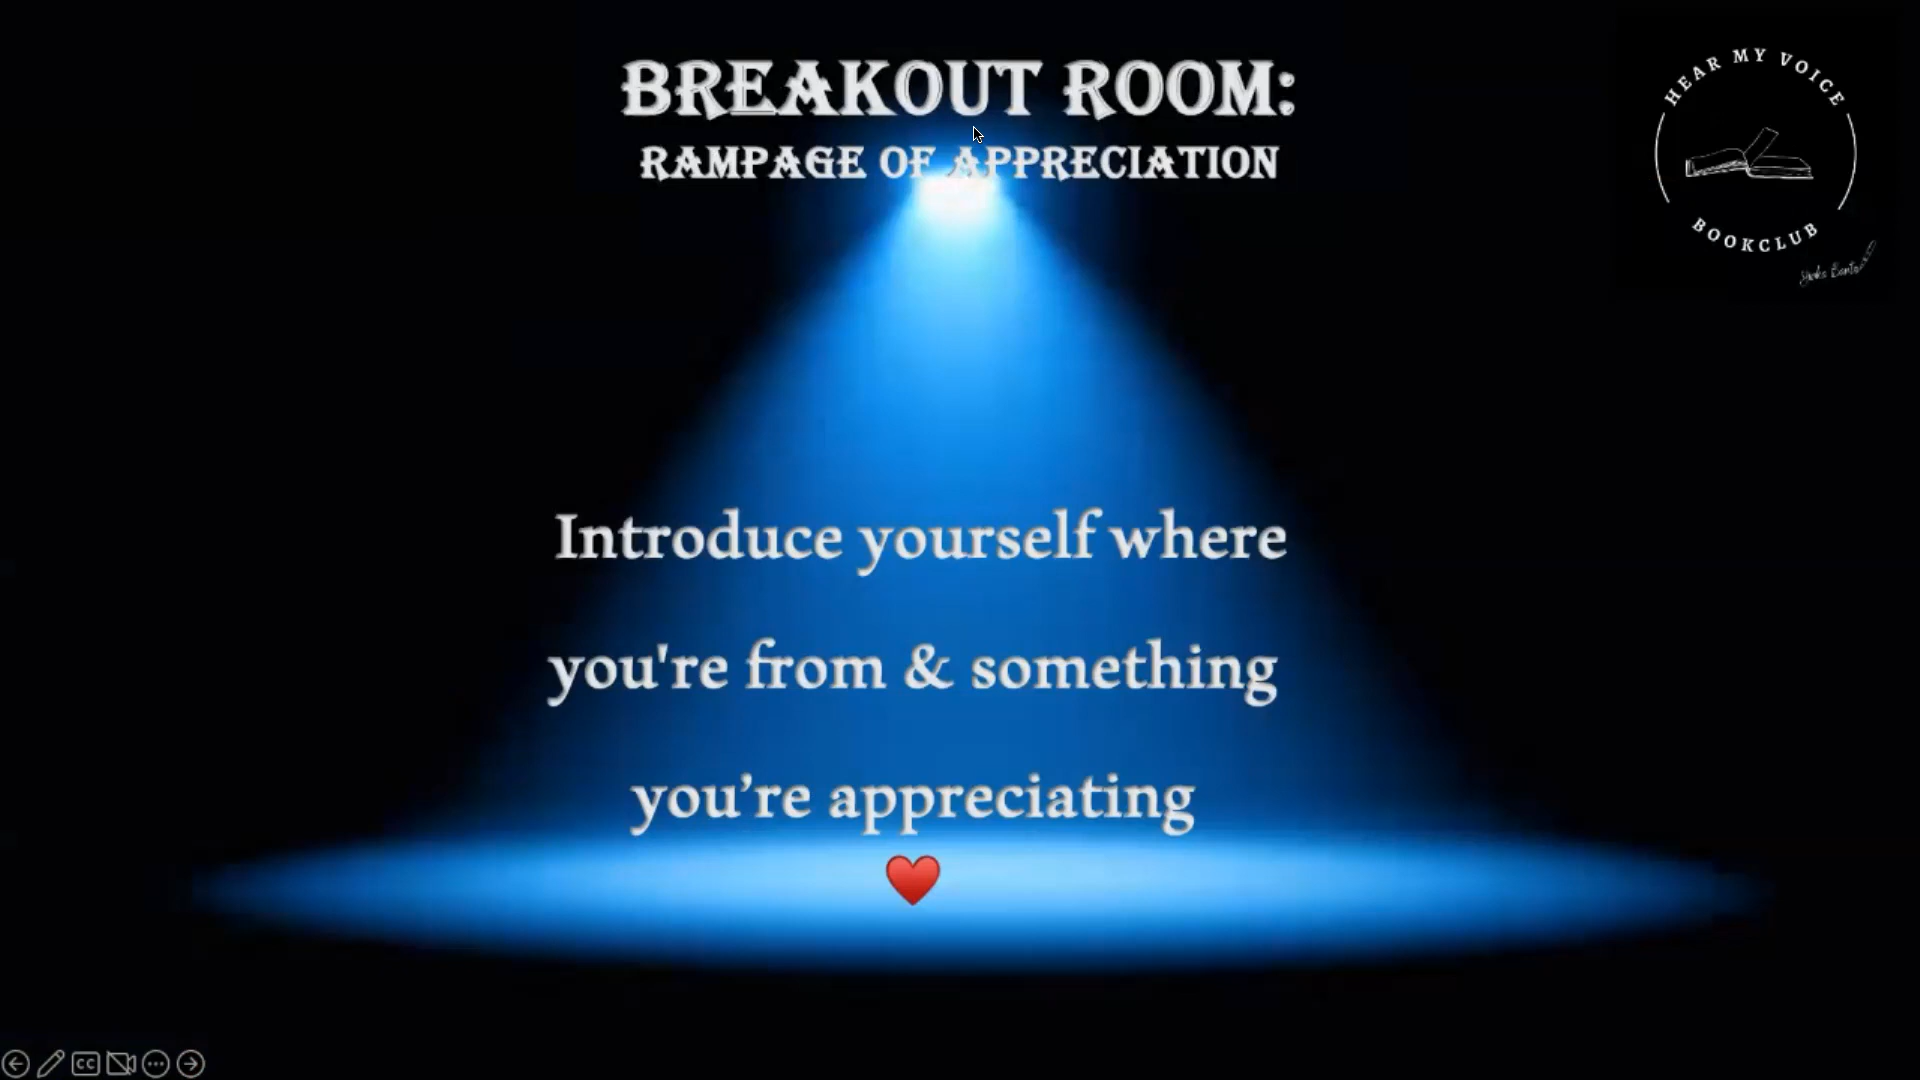 BREAKOUT ROOM:
RAMPAGE OF APPRECIATION
HEAR MY VOICE
BOOKCLUB
Introduce yourself where
you're from & something
you’re appreciating
CC